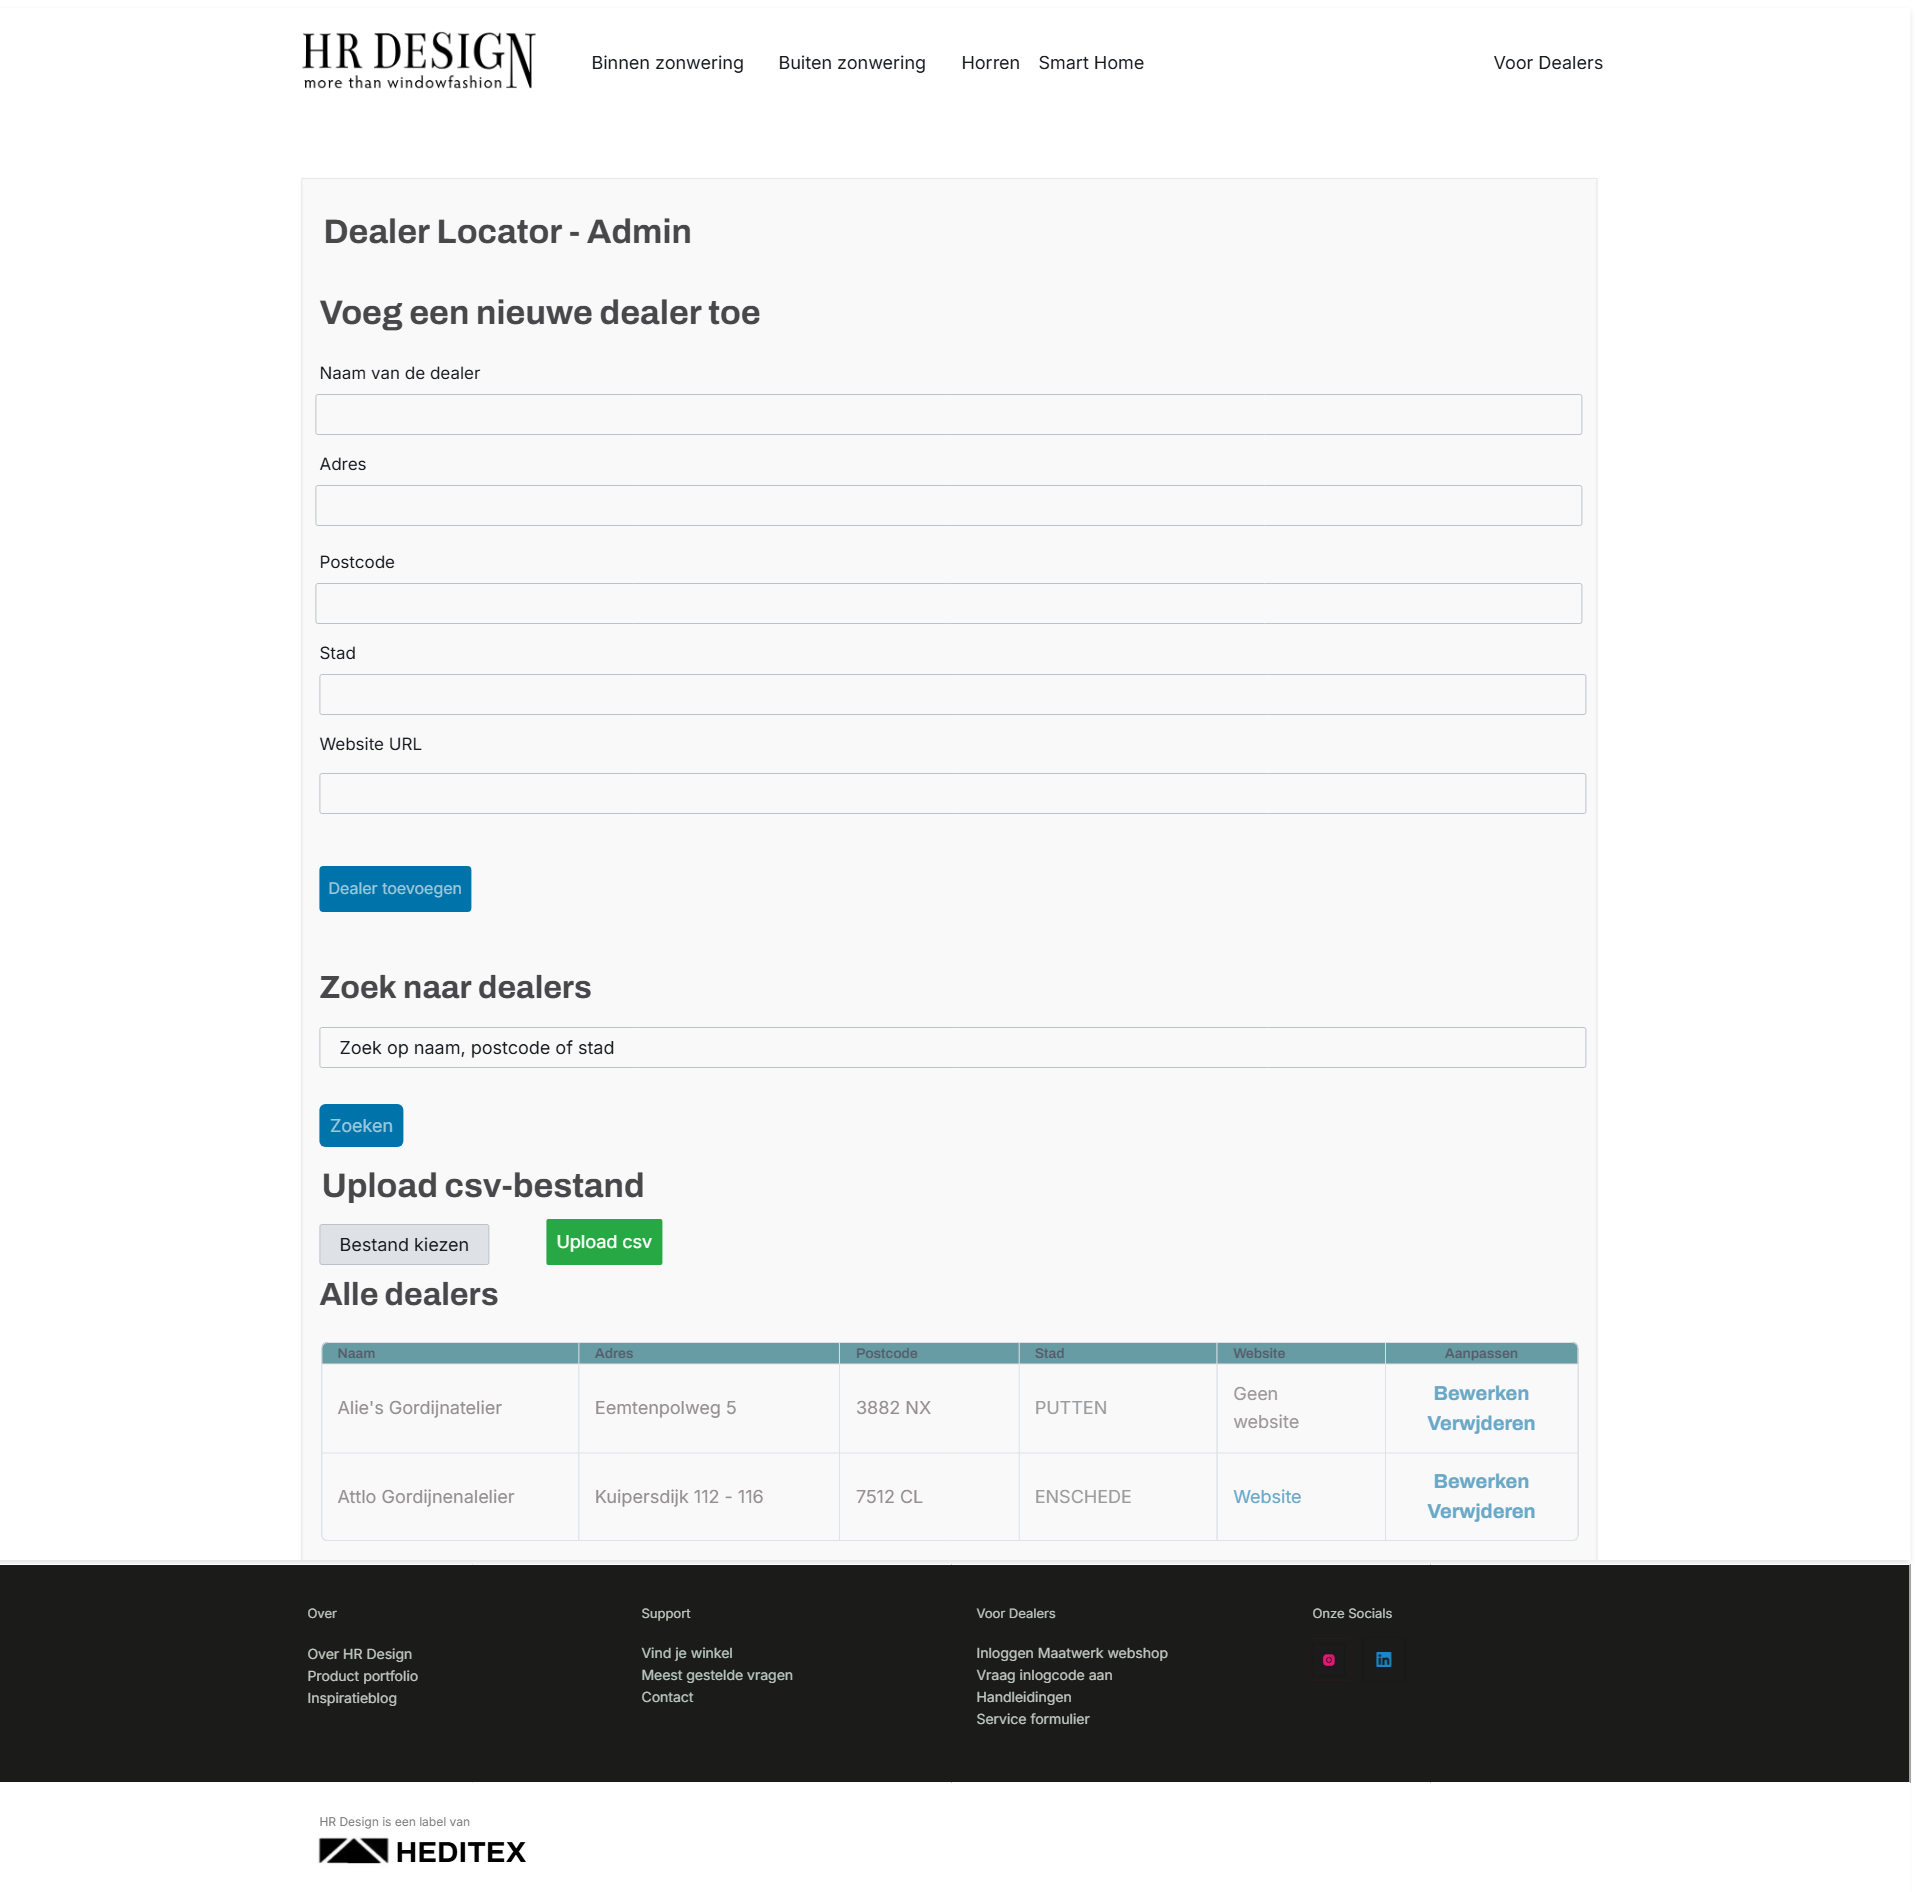 HR DESIGN
more than windowfashion
Binnen zonwering Buiten zonwering Horren Smart Home Voor Dealers
Dealer Locator - Admin
Voeg een nieuwe dealer toe
Naam van de dealer
Adres
Postcode
Stad
Website URL
Dealer toevoegen
Zoek naar dealers
Zoek op naam, postcode of stad
Zoeken
Upload csv-bestand
Bestand kiezen Upload csv
Alle dealers
Naam Adres Postcode Stad Website Aanpassen
Alie's Gordijnatelier Eemtenpolweg 5 3882 NX PUTTEN Geen website Bewerken Verwjderen
Attlo Gordijnenalelier Kuipersdijk 112 - 116 7512 CL ENSCHEDE Website Bewerken Verwjderen
Over
Over HR Design
Product portfolio
Inspiratieblog
Support
Vind je winkel
Meest gestelde vragen
Contact
Voor Dealers
Inloggen Maatwerk webshop
Vraag inlogcode aan
Handleidingen
Service formulier
Onze Socials
HR Design is een label van
HEDITEX